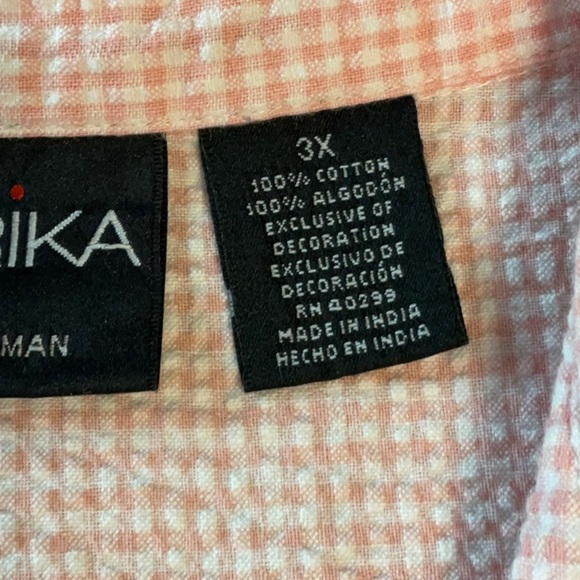 RIKA
MAN
3X
100% COTTON
100% ALGODÓN
EXCLUSIVE OF
DECORATION
EXCLUSIVO DE
DECORACIÓN
RN 40299
MADE IN INDIA
HECHO EN INDIA